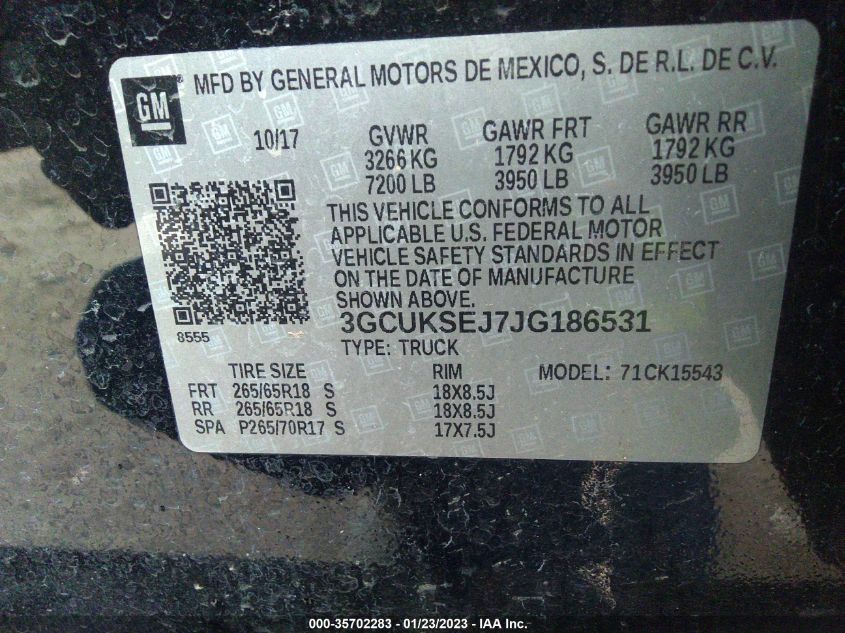 MFD BY GENERAL MOTORS DE MEXICO, S. DE R.L. DE C.V.
GM
10/17 GVWR GAWR FRT GAWR RR
3266 KG 1792 KG 1792 KG
7200 LB 3950 LB 3950 LB
THIS VEHICLE CONFORMS TO ALL
APPLICABLE U.S. FEDERAL MOTOR
VEHICLE SAFETY STANDARDS IN EFFECT
ON THE DATE OF MANUFACTURE
SHOWN ABOVE.
8555
3GCUKSEJ7JG186531
TYPE: TRUCK
TIRE SIZE RIM MODEL: 71CK15543
FRT 265/65R18 S 18X8.5J
RR 265/65R18 S 18X8.5J
SPA P265/70R17 S 17X7.5J
000-35702283 - 01/23/2023 - IAA Inc.